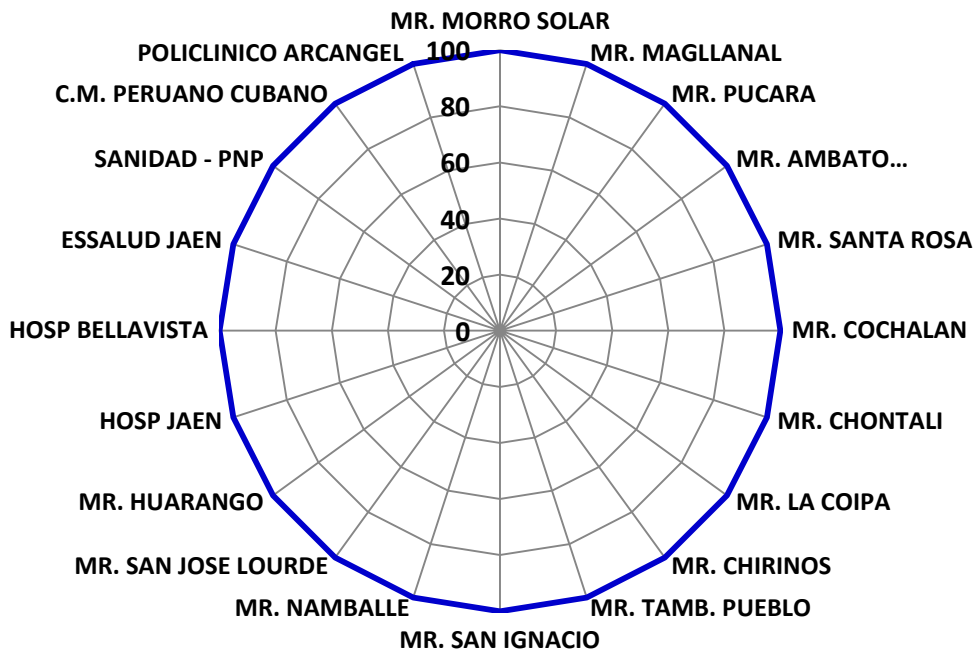 MR. MORRO SOLAR
POLICLINICO ARCANGEL
100
MR. MAGLLANAL
C.M. PERUANO CUBANO
80
MR. PUCARA
SANIDAD - PNP
60
MR. AMBATO...
ESSALUD JAEN
40
MR. SANTA ROSA
20
HOSP BELLAVISTA
0
MR. COCHALAN
HOSP JAEN
MR. CHONTALI
MR. HUARANGO
MR. LA COIPA
MR. SAN JOSE LOURDE
MR. CHIRINOS
MR. NAMBALLE
MR. TAMB. PUEBLO
MR. SAN IGNACIO